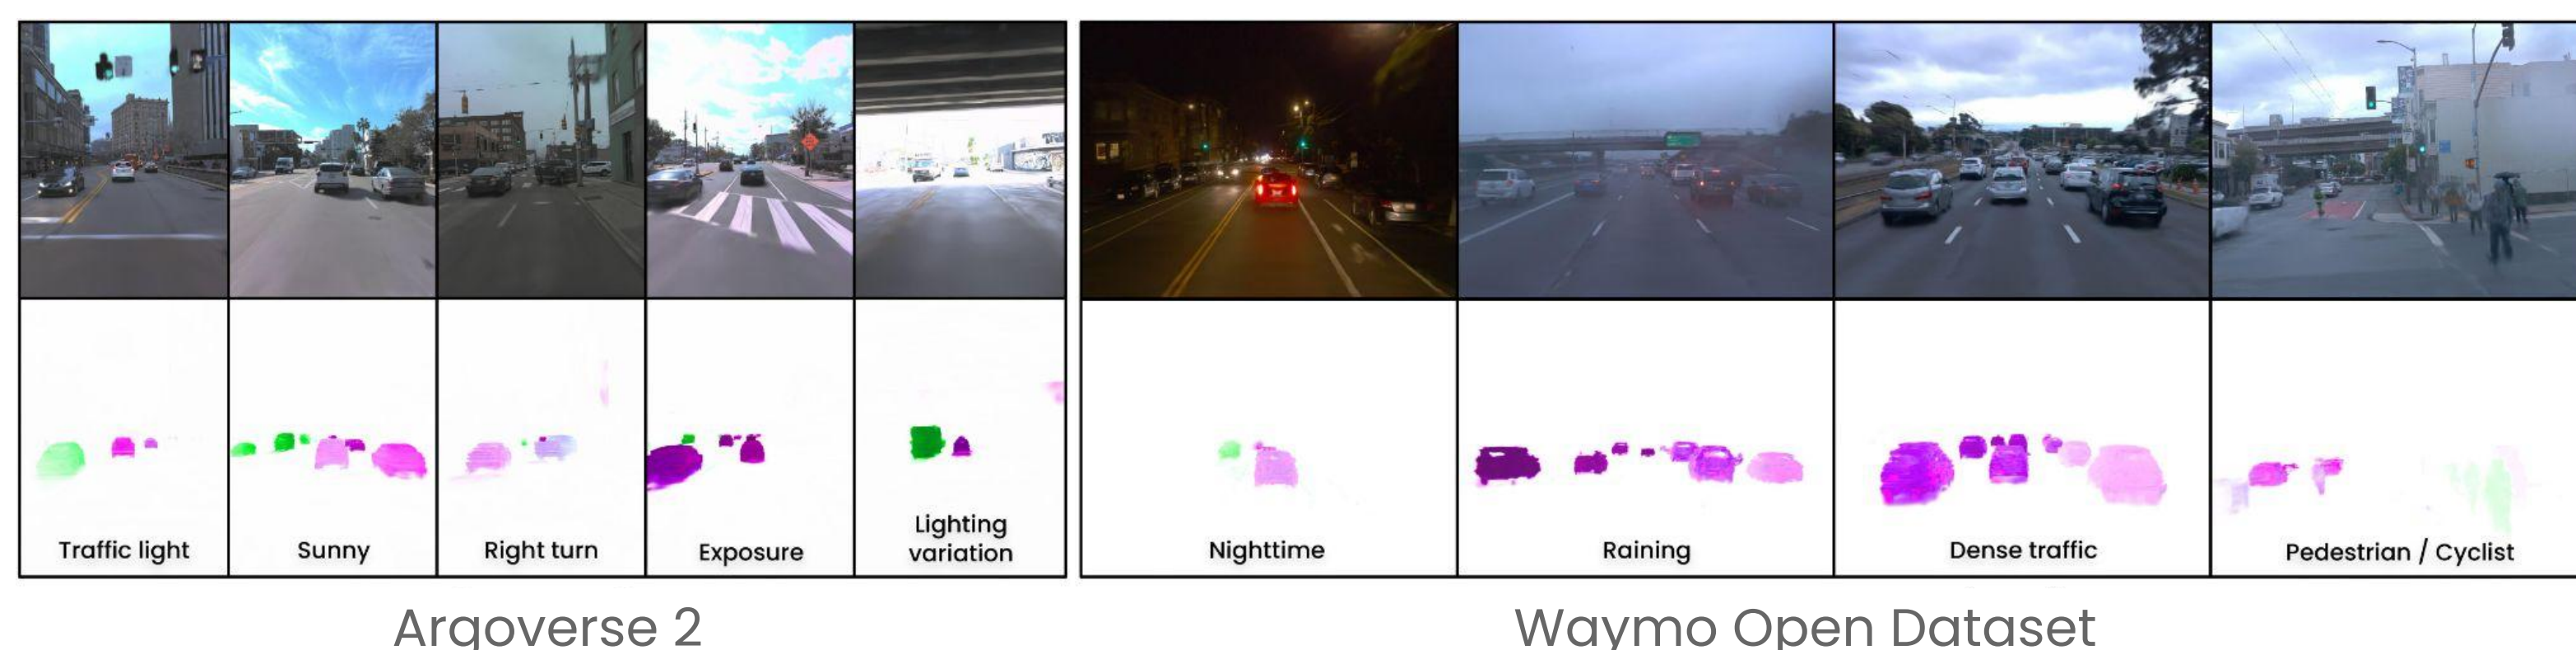 Traffic light
Sunny
Right turn
Exposure
Lighting
variation
Nighttime
Raining
Dense traffic
Pedestrian / Cyclist
Argoverse 2
Waymo Open Dataset